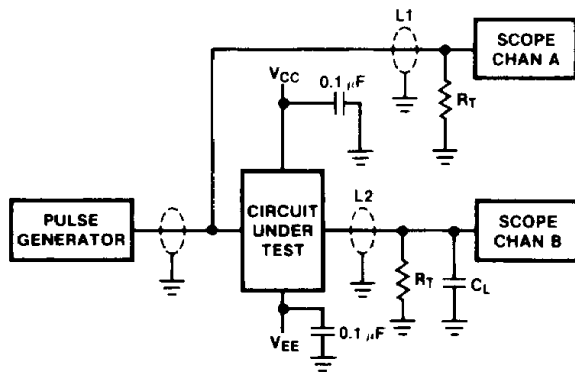 L1
SCOPE
CHAN A
VCC
0.1 µF
RT
PULSE
GENERATOR
CIRCUIT
UNDER
TEST
L2
SCOPE
CHAN B
RT
CL
VEE
0.1 µF